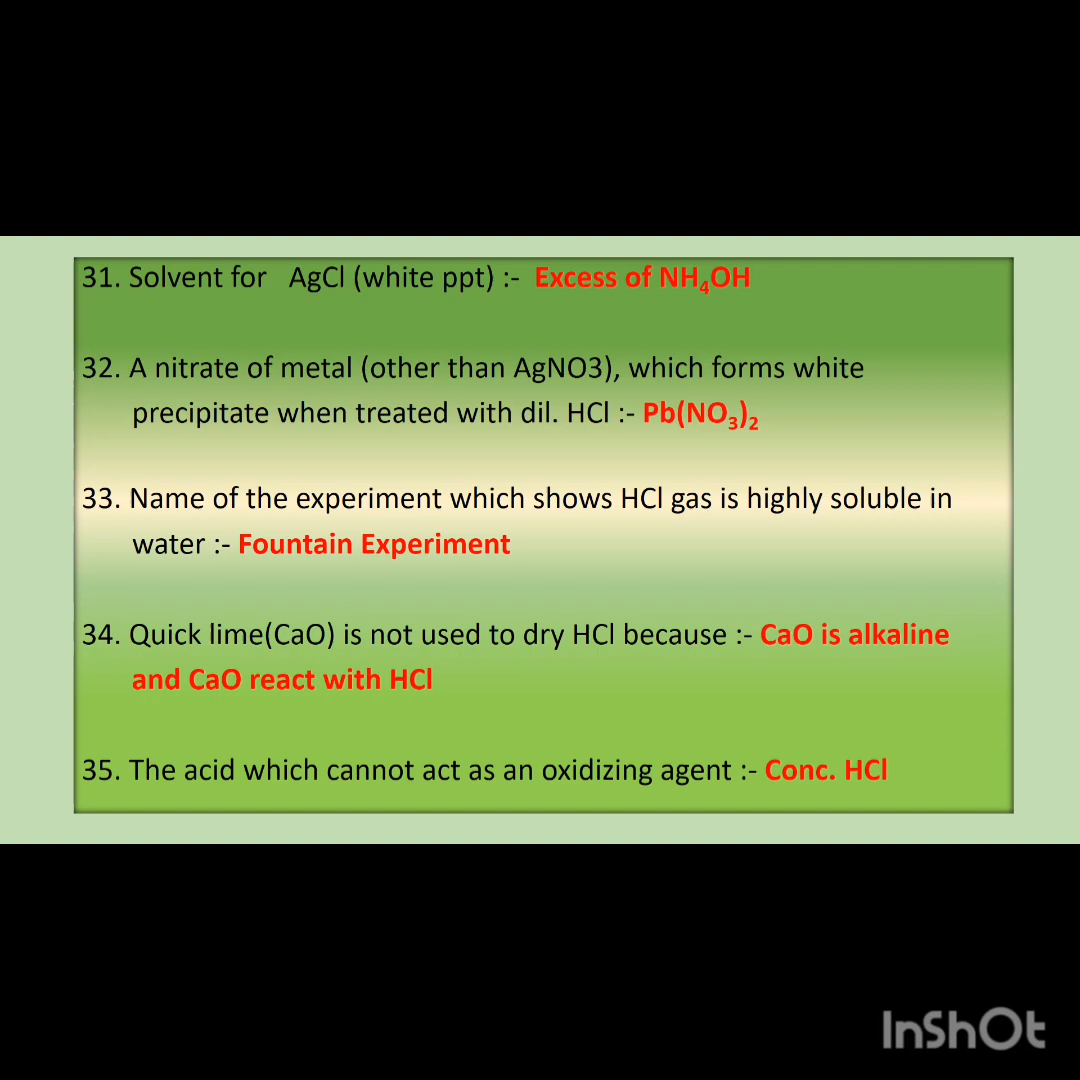 31. Solvent for AgCl (white ppt) :- Excess of NH₄OH
32. A nitrate of metal (other than AgNO3), which forms white
precipitate when treated with dil. HCl :- Pb(NO₃)₂
33. Name of the experiment which shows HCl gas is highly soluble in
water :- Fountain Experiment
34. Quick lime(CaO) is not used to dry HCl because :- CaO is alkaline
and CaO react with HCl
35. The acid which cannot act as an oxidizing agent :- Conc. HCl
InShOt